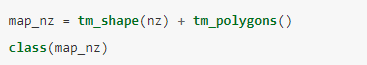 map_nz = tm_shape(nz) + tm_polygons()
class(map_nz)